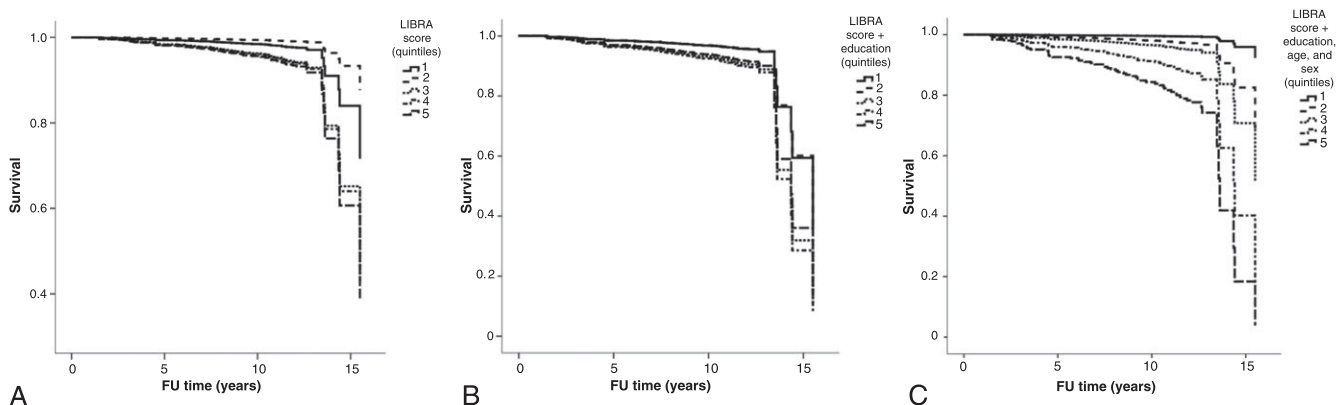 LIBRA
score
(quintiles)
1
2
3
4
5
1.0
0.8
0.6
0.4
Survival
0
5
10
15
FU time (years)
A
LIBRA
score +
education
(quintiles)
1
2
3
4
5
1.0
0.8
0.6
0.4
0.2
0
Survival
0
5
10
15
FU time (years)
B
LIBRA
score +
education,
age, and
sex
(quintiles)
1
2
3
4
5
1.0
0.8
0.6
0.4
0.2
0
Survival
0
5
10
15
FU time (years)
C